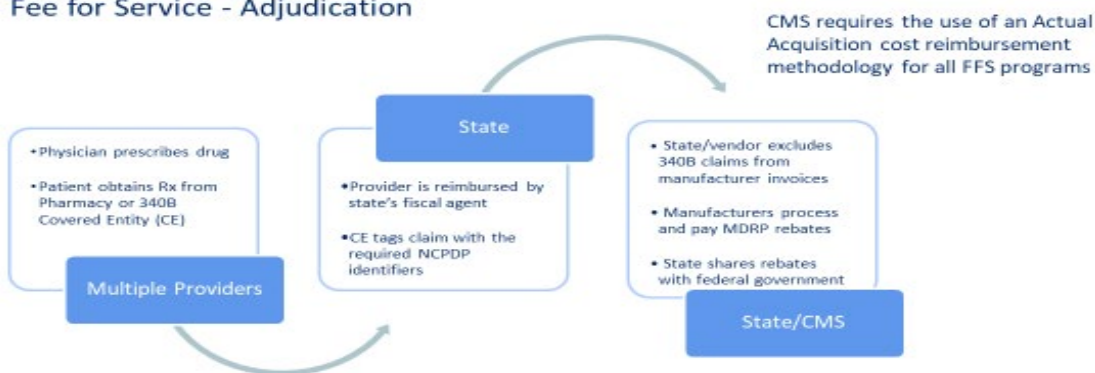 Fee for Service - Adjudication
CMS requires the use of an Actual
Acquisition cost reimbursement
methodology for all FFS programs
•Physician prescribes drug
•Patient obtains Rx from
Pharmacy or 340B
Covered Entity (CE)
Multiple Providers
State
•Provider is reimbursed by
state's fiscal agent
•CE tags claim with the
required NCPDP
identifiers
• State/vendor excludes
340B claims from
manufacturer invoices
• Manufacturers process
and pay MDRP rebates
• State shares rebates
with federal government
State/CMS